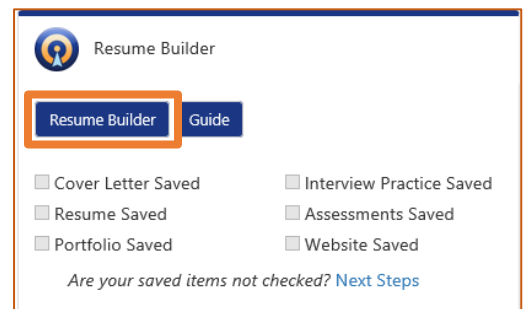 Resume Builder
Resume Builder Guide
Cover Letter Saved Interview Practice Saved
Resume Saved Assessments Saved
Portfolio Saved Website Saved
Are your saved items not checked? Next Steps